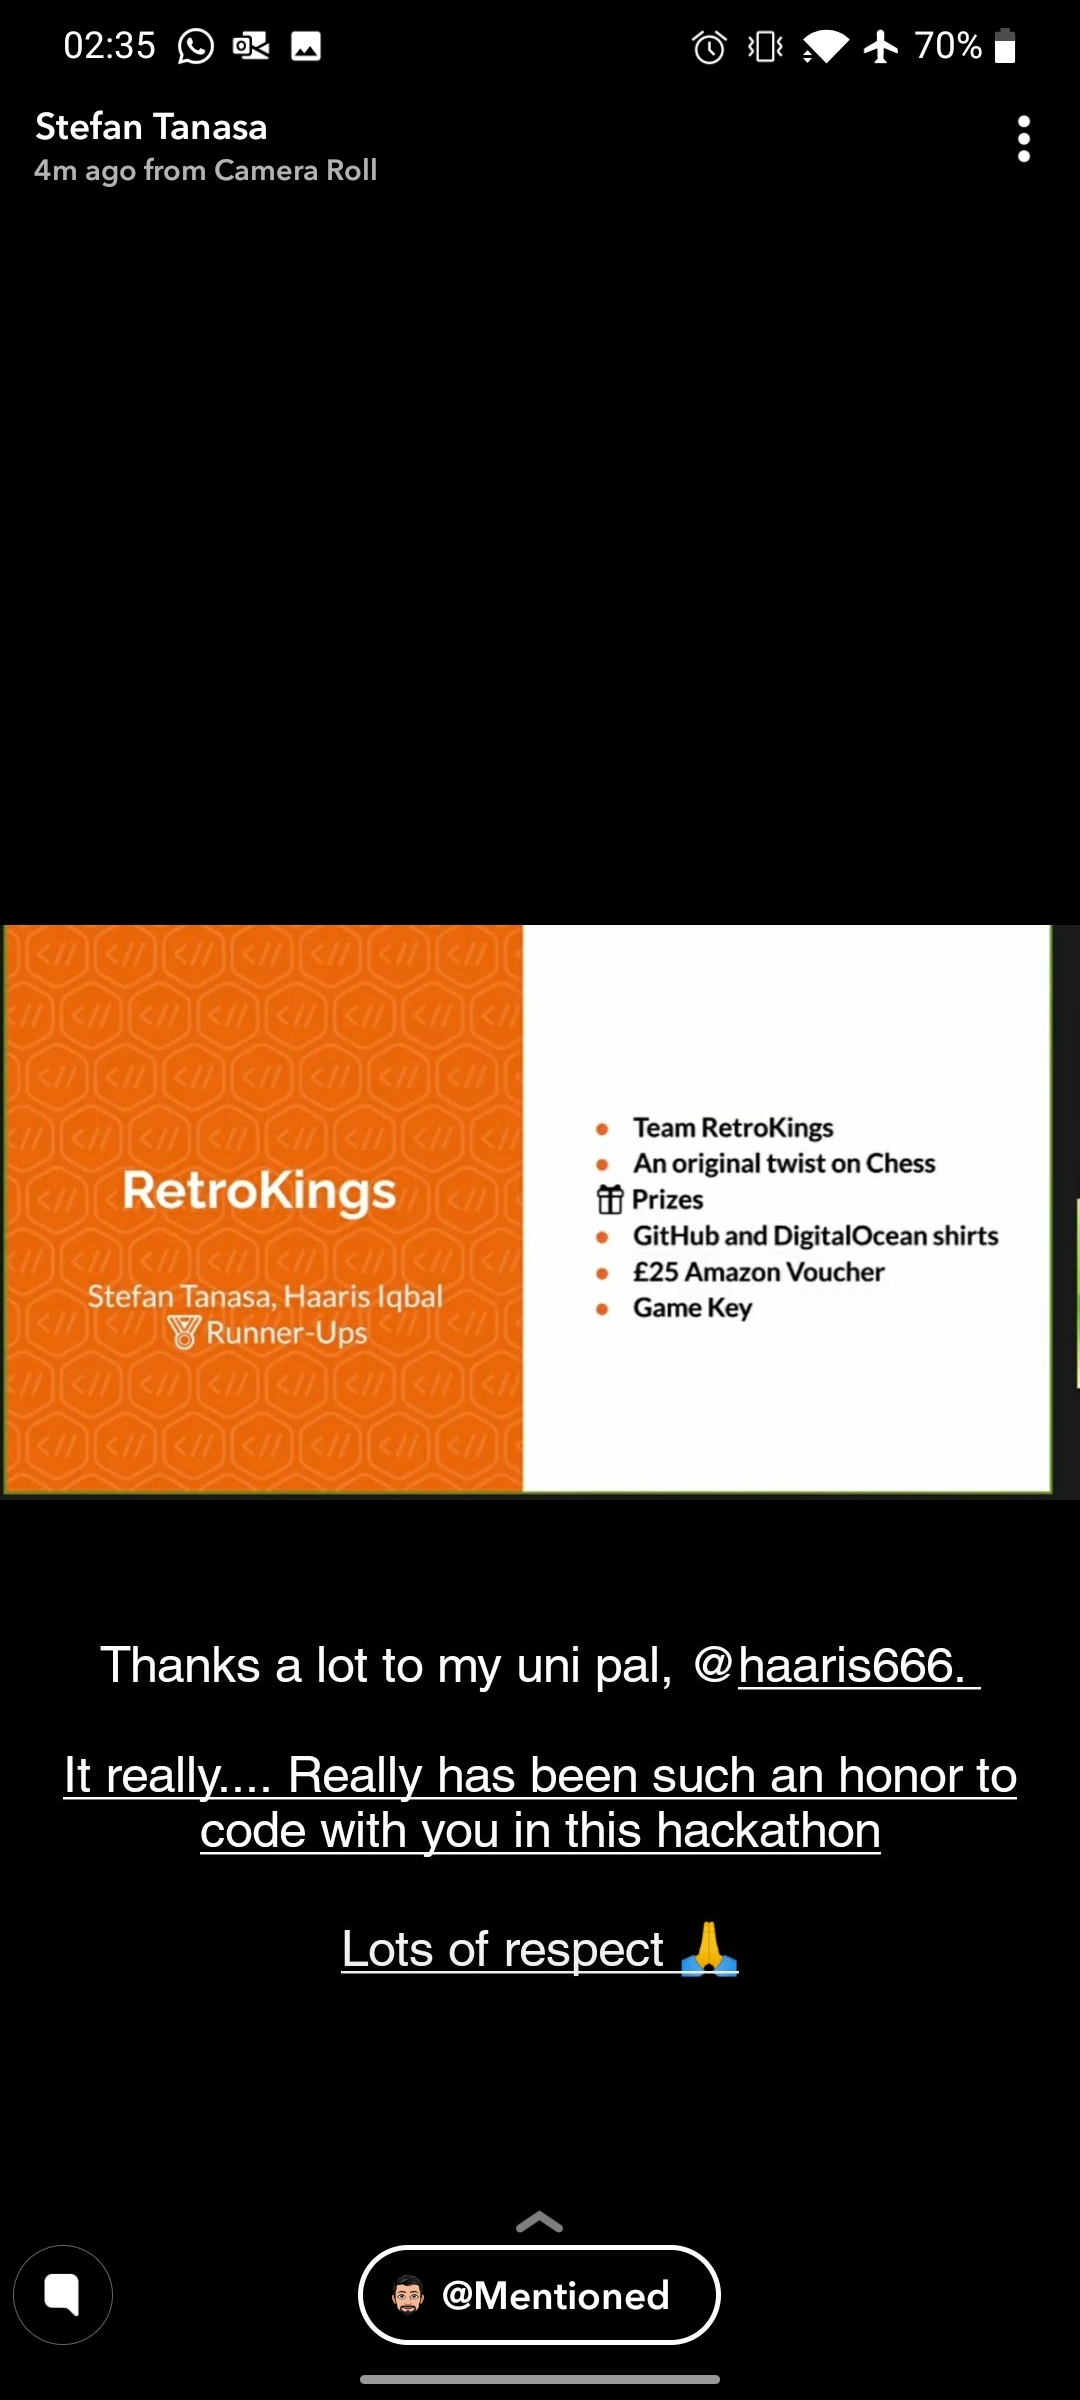 02:35 70%
Stefan Tanasa
4m ago from Camera Roll
RetroKings
Stefan Tanasa, Haaris Iqbal
Runner-Ups
Team RetroKings
An original twist on Chess
Prizes
GitHub and DigitalOcean shirts
£25 Amazon Voucher
Game Key
Thanks a lot to my uni pal, @haaris666.
It really.... Really has been such an honor to
code with you in this hackathon
Lots of respect 🙏
@Mentioned